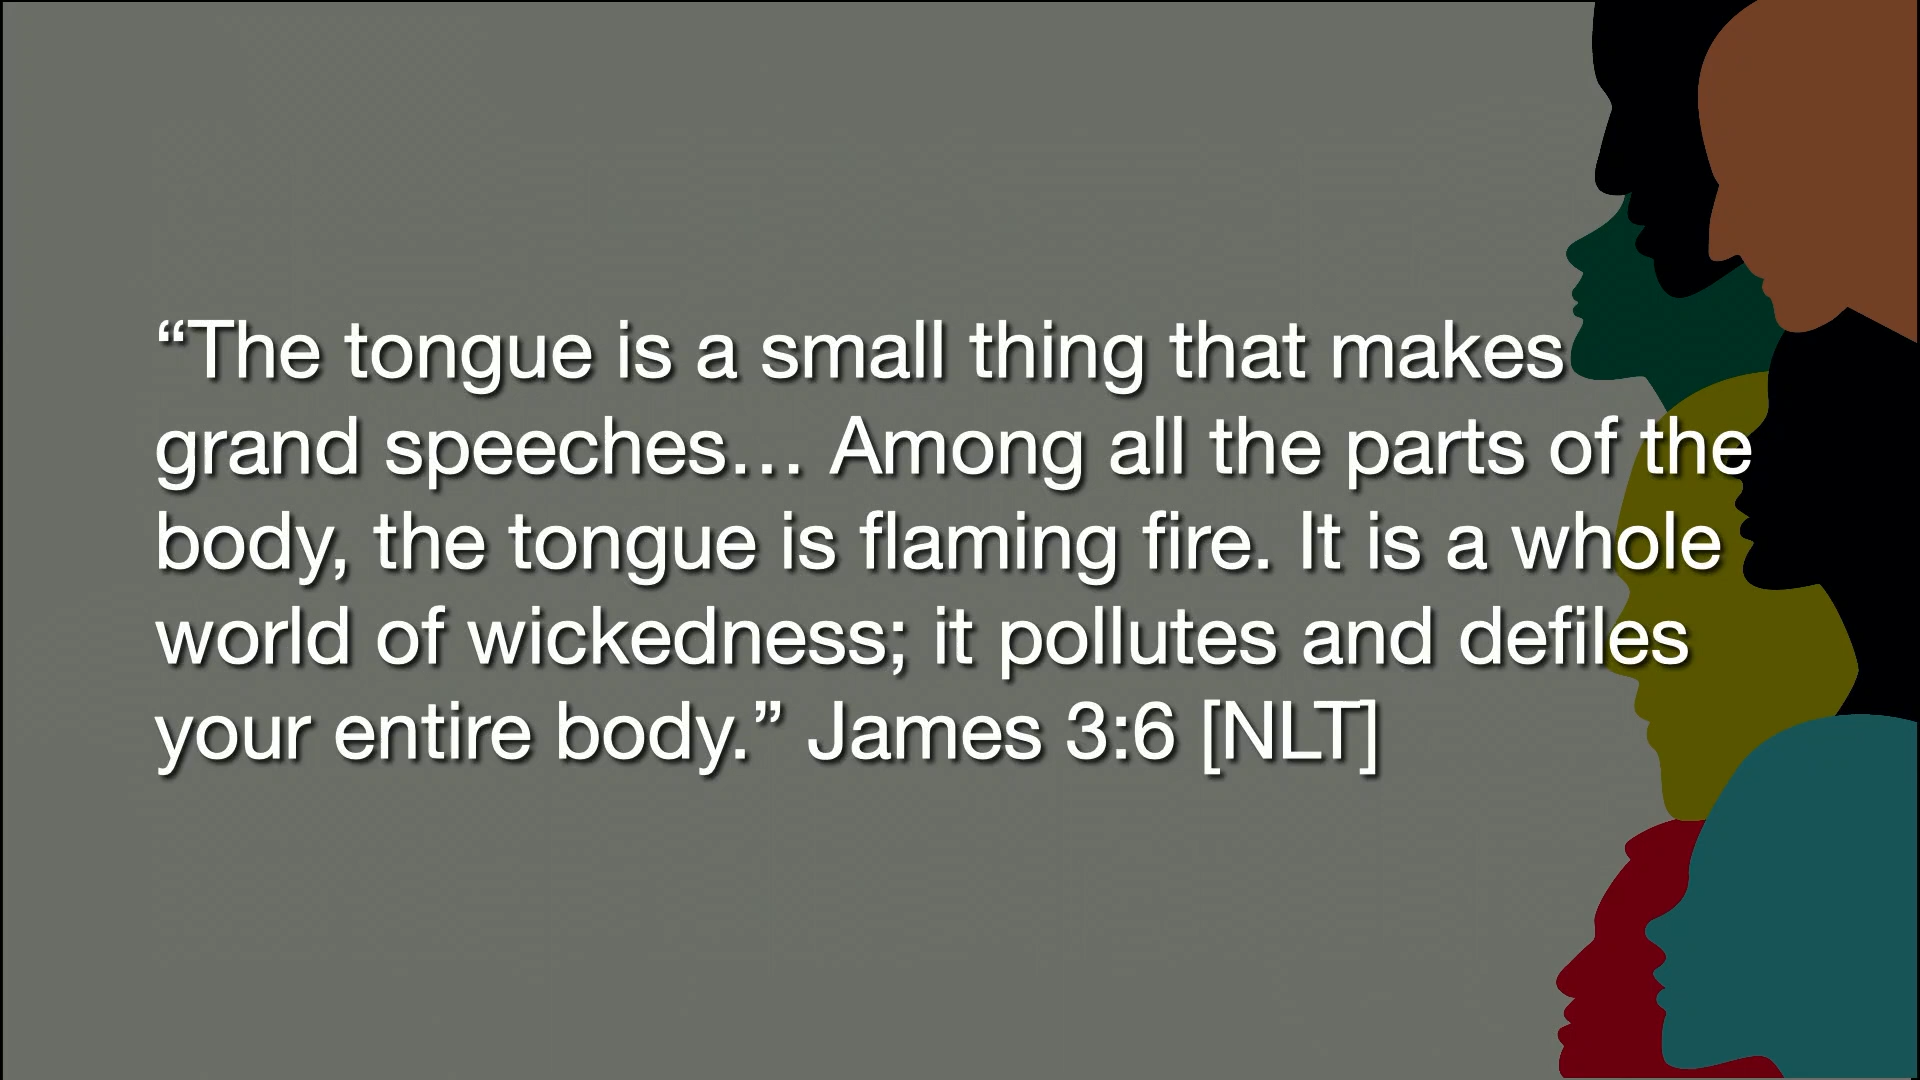 “The tongue is a small thing that makes
grand speeches… Among all the parts of the
body, the tongue is flaming fire. It is a whole
world of wickedness; it pollutes and defiles
your entire body.” James 3:6 [NLT]